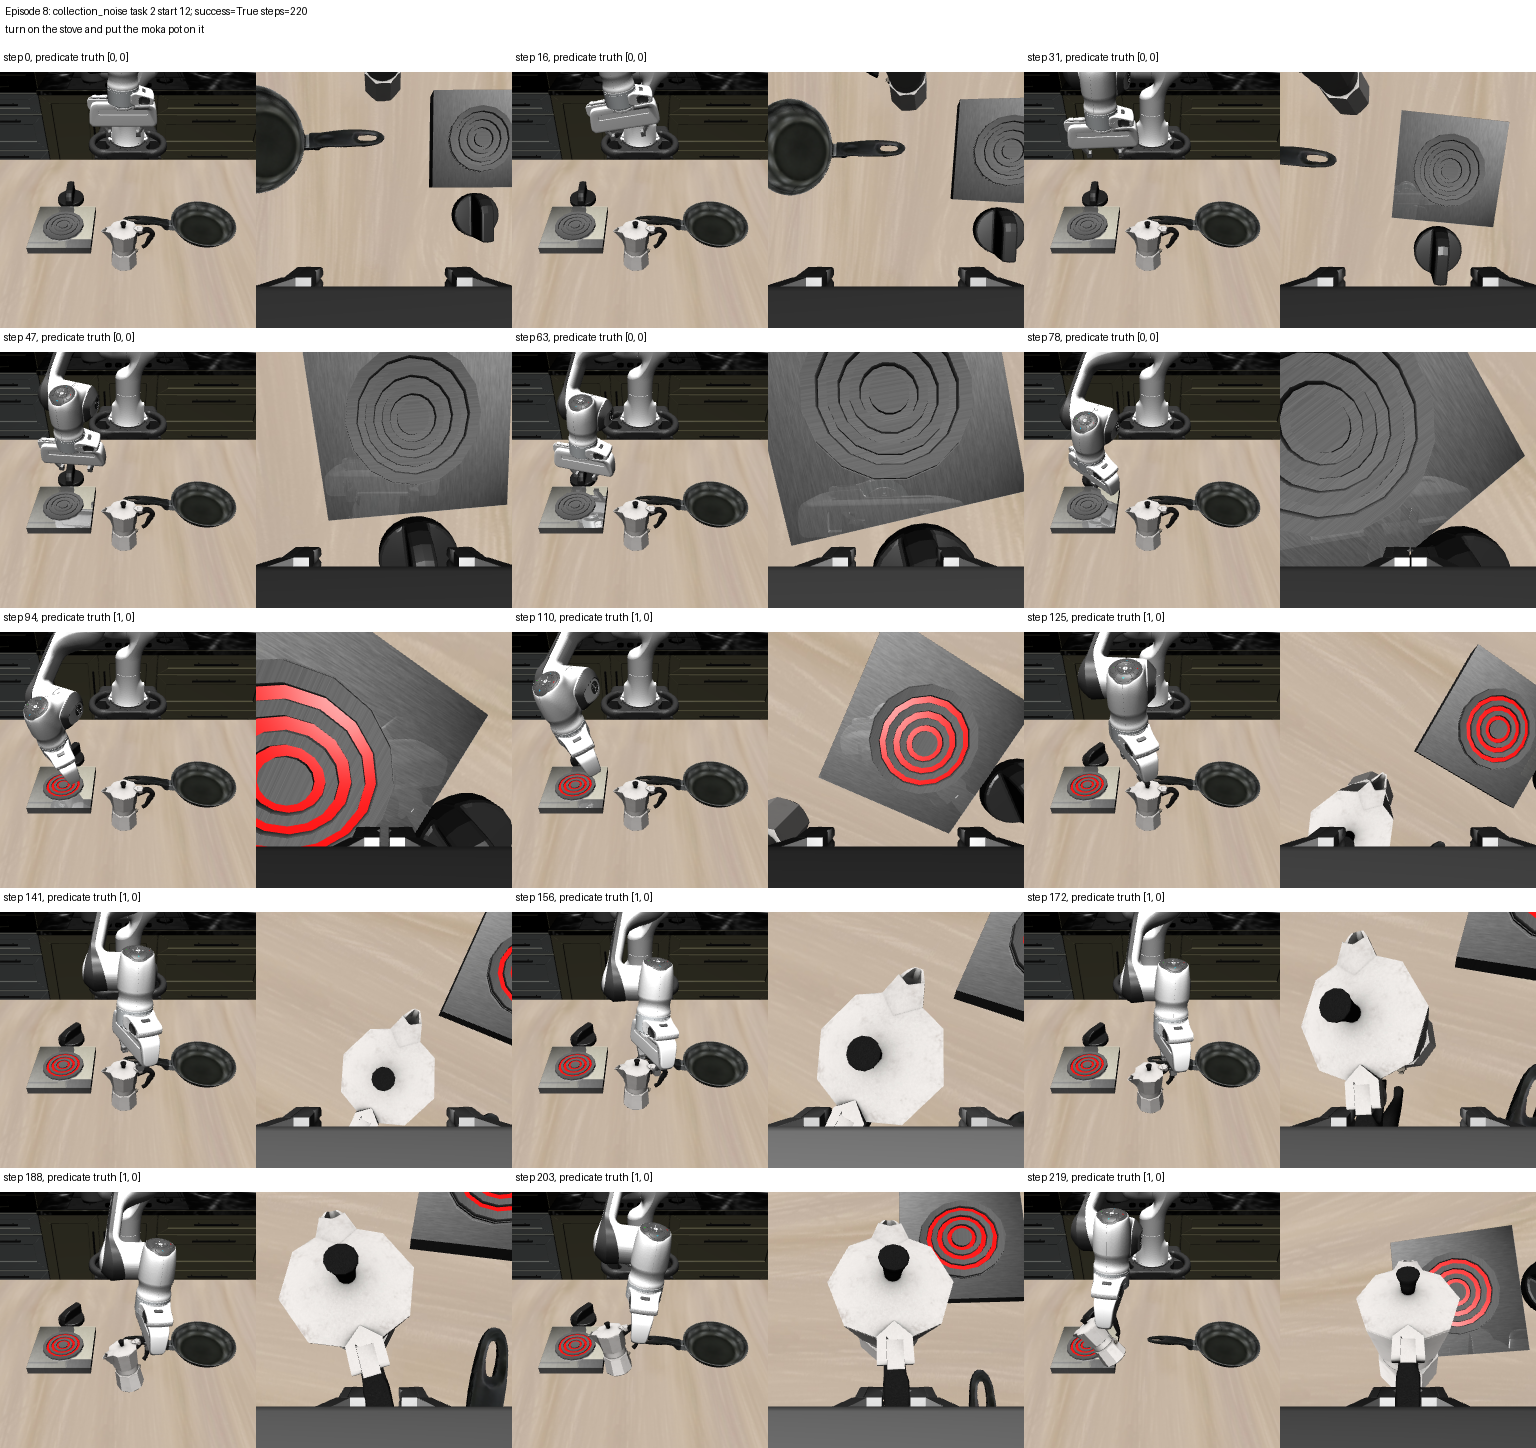 Episode 8: collection_noise task 2 start 12; success=True steps=220
turn on the stove and put the moka pot on it
step 0, predicate truth [0, 0]
step 16, predicate truth [0, 0]
step 31, predicate truth [0, 0]
step 47, predicate truth [0, 0]
step 63, predicate truth [0, 0]
step 78, predicate truth [0, 0]
step 94, predicate truth [1, 0]
step 110, predicate truth [1, 0]
step 125, predicate truth [1, 0]
step 141, predicate truth [1, 0]
step 156, predicate truth [1, 0]
step 172, predicate truth [1, 0]
step 188, predicate truth [1, 0]
step 203, predicate truth [1, 0]
step 219, predicate truth [1, 0]